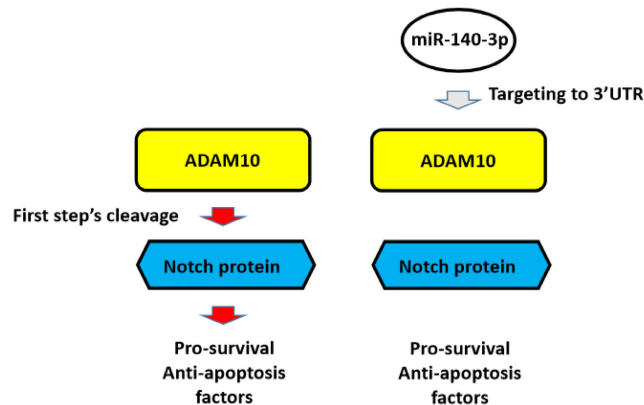 miR-140-3p
Targeting to 3'UTR
ADAM10
ADAM10
First step's cleavage
Notch protein
Notch protein
Pro-survival
Anti-apoptosis
factors
Pro-survival
Anti-apoptosis
factors